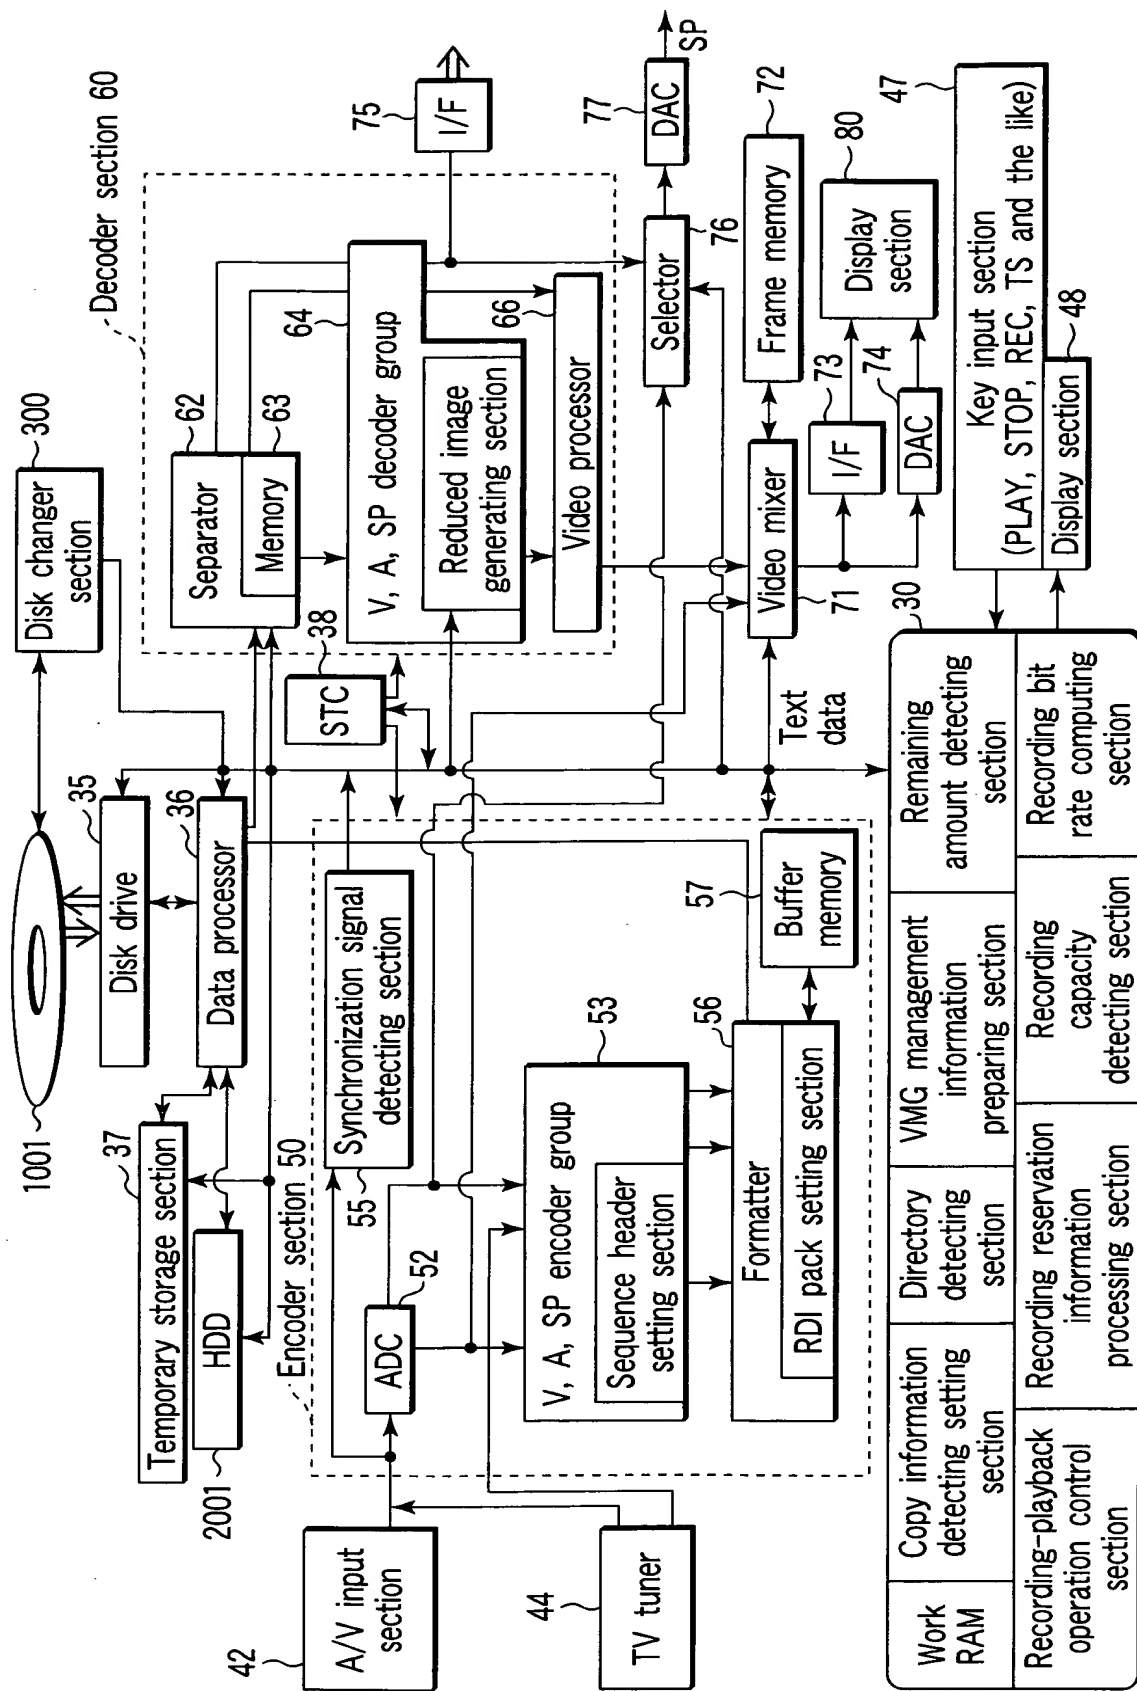 1001
Disk changer
section
300
Disk drive
35
Data processor
36
Temporary storage section
37
HDD
2001
Decoder section 60
Separator
62
Memory
63
V, A, SP decoder group
64
Reduced image
generating section
Video processor
66
I/F
75
STC
38
Selector
76
DAC
77
SP
Encoder section 50
Synchronization signal
detecting section
55
ADC
52
V, A, SP encoder group
53
Sequence header
setting section
Formatter
56
RDI pack setting section
Buffer
memory
57
A/V input
section
42
TV tuner
44
Video mixer
71
Frame memory
72
Text
data
I/F
73
DAC
74
Display
section
80
Key input section
(PLAY, STOP, REC, TS and the like)
47
Display section
48
30
Work
RAM
Copy information
detecting setting
section
Directory
detecting
section
VMG management
information
preparing section
Remaining
amount detecting
section
Recording-playback
operation control
section
Recording reservation
information
processing section
Recording
capacity
detecting section
Recording bit
rate computing
section